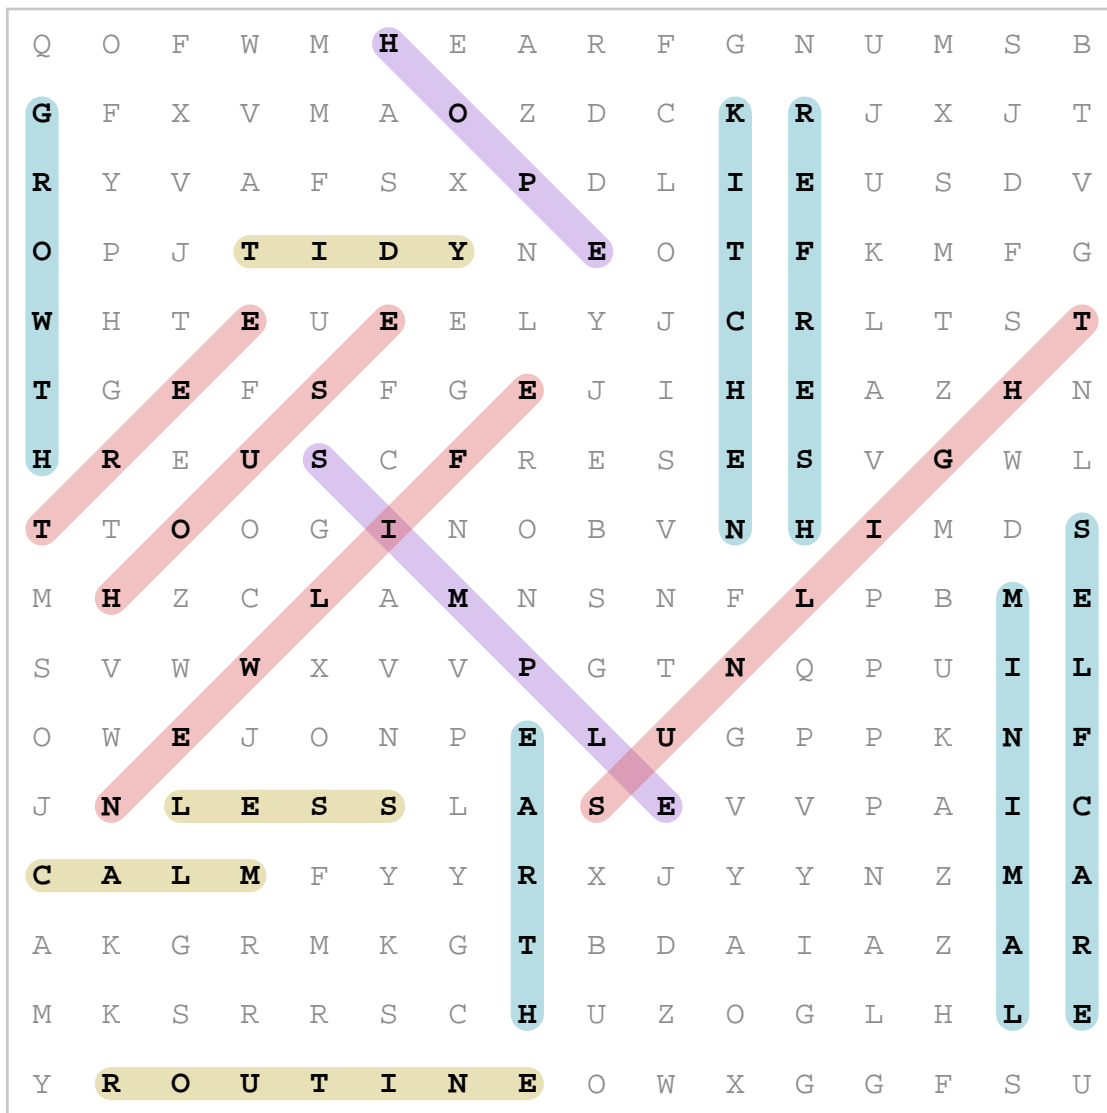 Q O F W M H E A R F G N U M S B
G F X V M A O Z D C K R J X J T
R Y V A F S X P D L I E U S D V
O P J T I D Y N E O T F K M F G
W H T E U E E L Y J C R L T S T
T G E F S F G E J I H E A Z H N
H R E U S C F R E S E S V G W L
T T O O G I N O B V N H I M D S
M H Z C L A M N S N F L P B M E
S V W W X V V P G T N Q P U I L
O W E J O N P E L U G P P K N F
J N L E S S L A S E V V P A I C
C A L M F Y Y R X J Y Y N Z M A
A K G R M K G T B D A I A Z A R
M K S R R S C H U Z O G L H L E
Y R O U T I N E O W X G G F S U